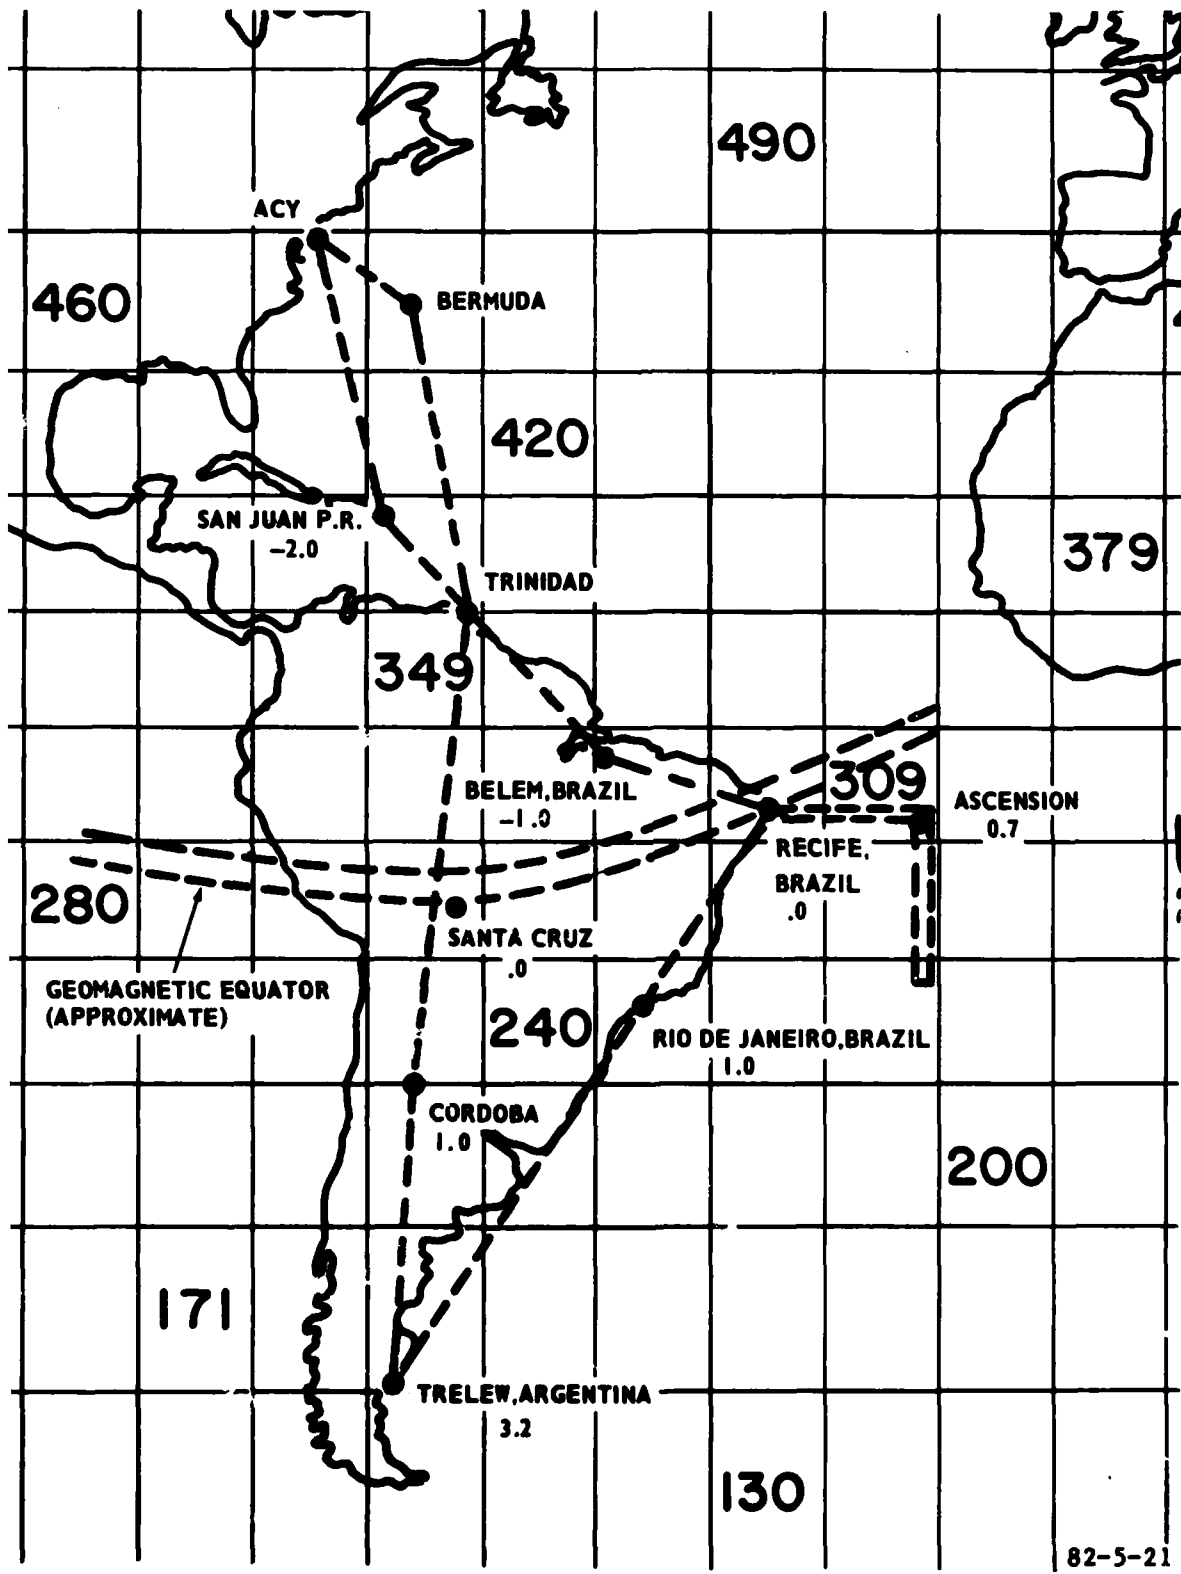 490
ACY
460
BERMUDA
420
SAN JUAN P.R.
-2.0
379
TRINIDAD
349
309
BELEM, BRAZIL
-1.0
ASCENSION
0.7
RECIFE,
BRAZIL
.0
280
SANTA CRUZ
.0
GEOMAGNETIC EQUATOR
(APPROXIMATE)
240
RIO DE JANEIRO, BRAZIL
1.0
CORDOBA
1.0
200
171
TRELEW, ARGENTINA
3.2
130
82-5-21